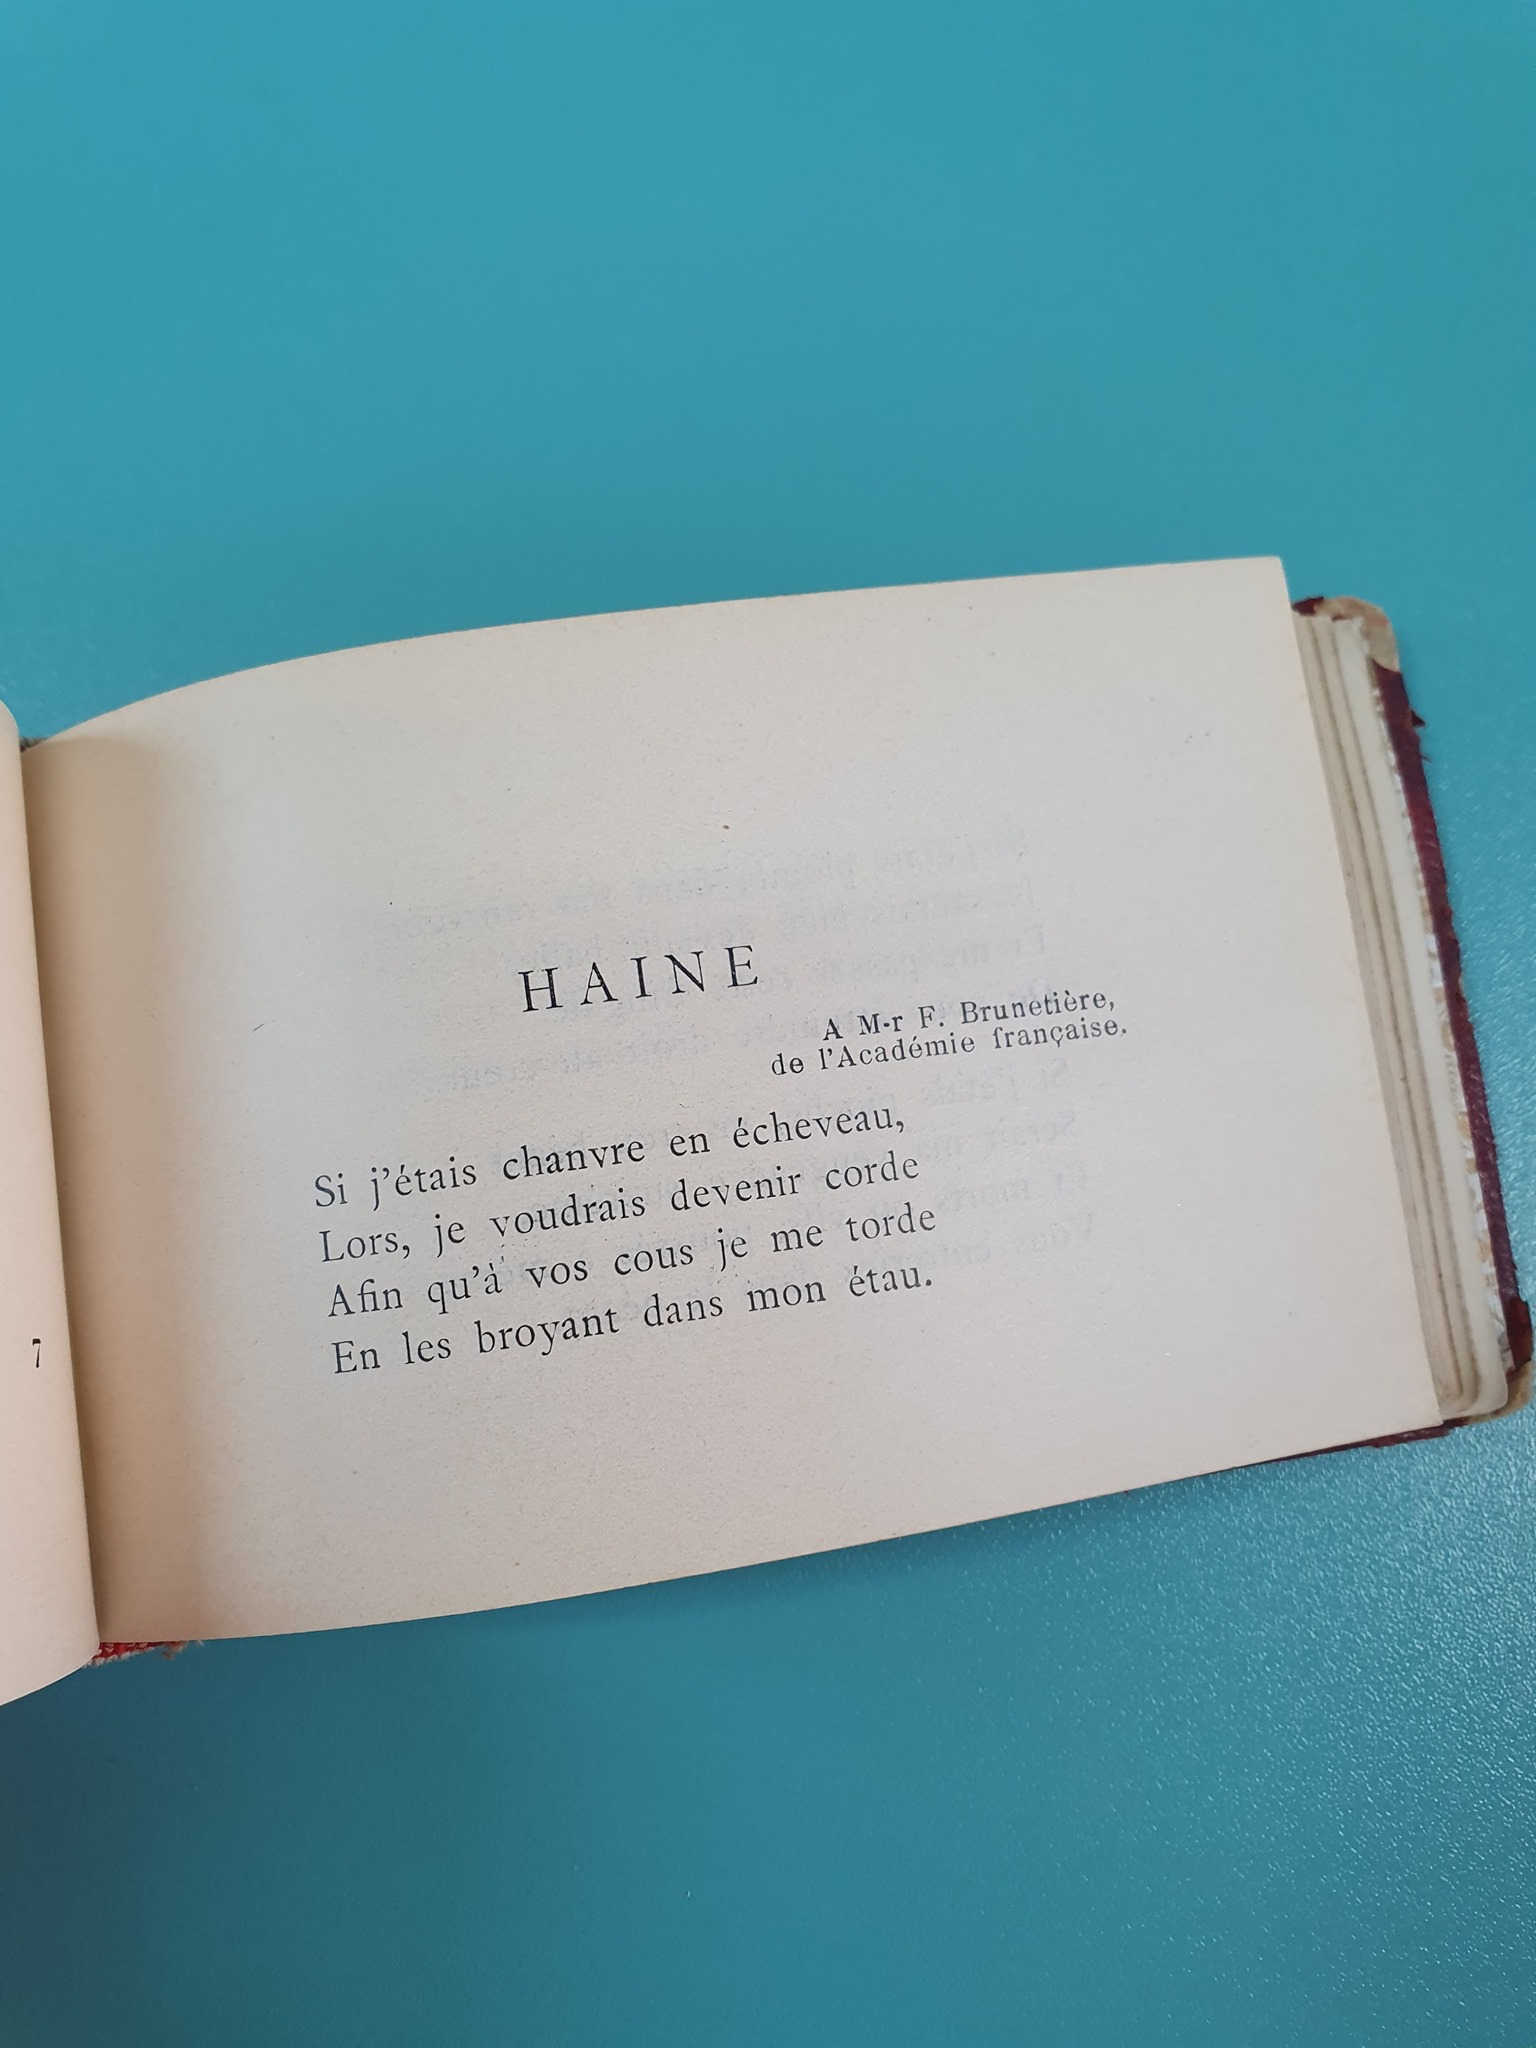 HAINE
A M-r F. Brunetière,
de l'Académie française.
Si j'étais chanvre en écheveau,
Lors, je voudrais devenir corde
Afin qu'à vos cous je me torde
En les broyant dans mon étau.
7